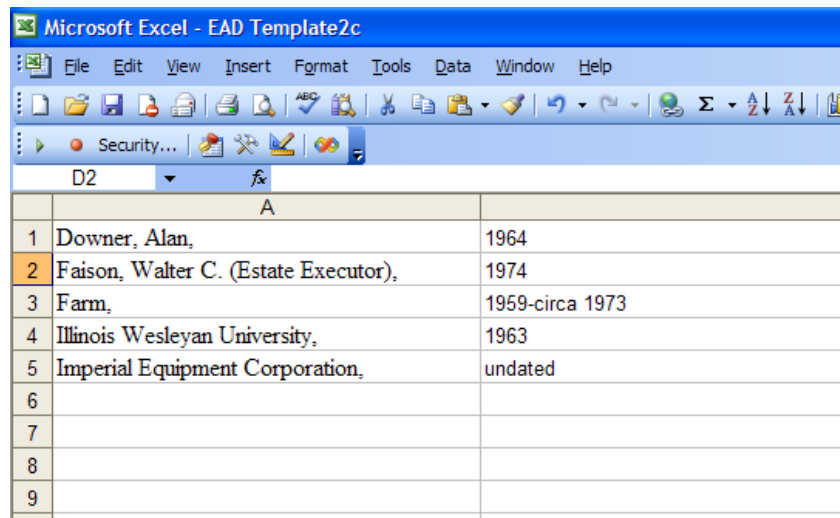 Microsoft Excel - EAD Template2c
File Edit View Insert Format Tools Data Window Help
ABC Σ A Z Z A
Security...
D2 fx
A
1 Downer, Alan, 1964
2 Faison, Walter C. (Estate Executor), 1974
3 Farm, 1959-circa 1973
4 Illinois Wesleyan University, 1963
5 Imperial Equipment Corporation, undated
6
7
8
9